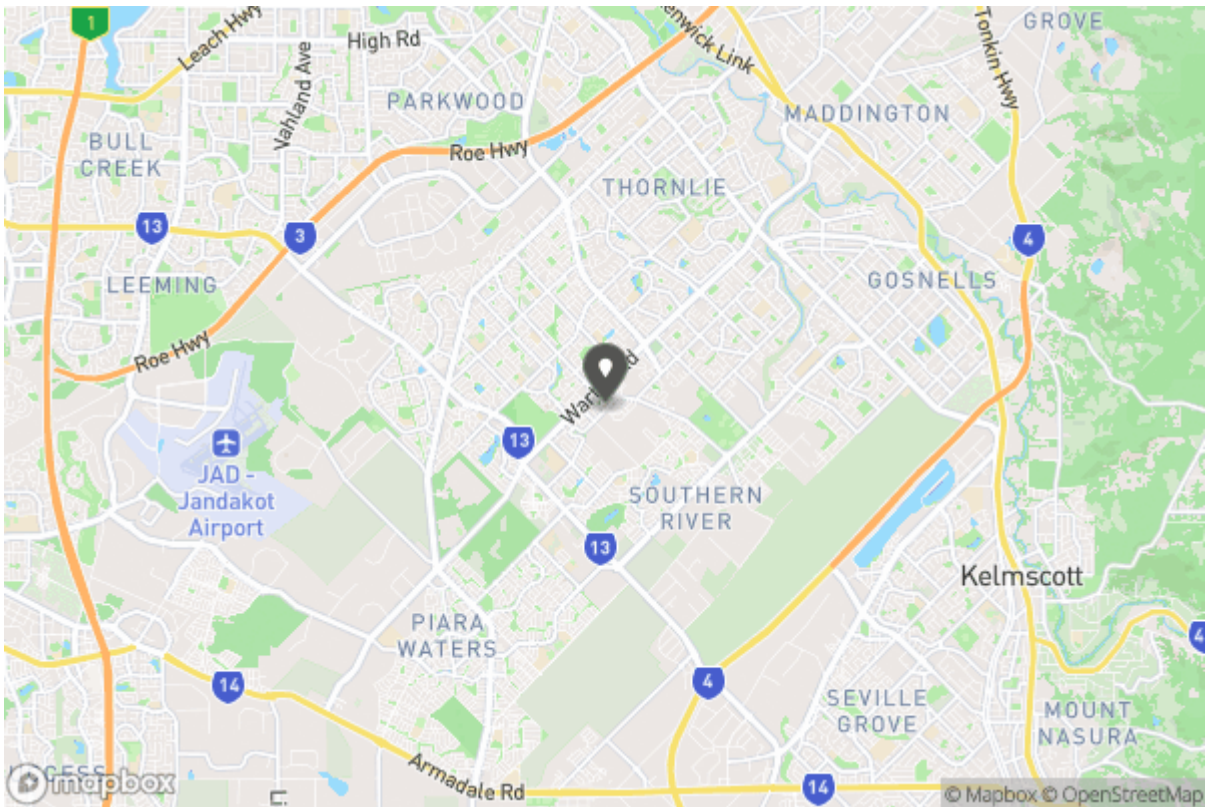 1
Leach Hwy
High Rd
Vahland Ave
PARKWOOD
Tonkin Hwy
GROVE
MADDINGTON
BULL
CREEK
Roe Hwy
THORNLIE
13
3
4
LEEMING
GOSNELLS
Roe Hwy
13
JAD -
Jandakot
Airport
SOUTHERN
RIVER
13
Kelmscott
PIARA
WATERS
14
4
4
SEVILLE
GROVE
MOUNT
NASURA
Armadale Rd
14
mapbox
© Mapbox © OpenStreetMap